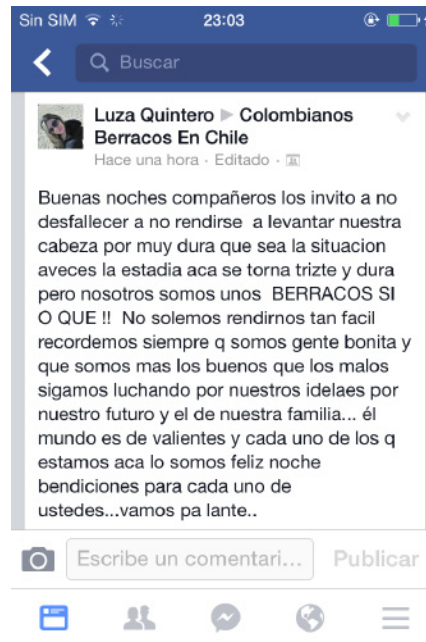 Sin SIM 23:03
Buscar
Luza Quintero ▶ Colombianos
Berracos En Chile
Hace una hora · Editado ·
Buenas noches compañeros los invito a no
desfallecer a no rendirse a levantar nuestra
cabeza por muy dura que sea la situacion
aveces la estadia aca se torna trizte y dura
pero nosotros somos unos BERRACOS SI
O QUE !! No solemos rendirnos tan facil
recordemos siempre q somos gente bonita y
que somos mas los buenos que los malos
sigamos luchando por nuestros idelaes por
nuestro futuro y el de nuestra familia... él
mundo es de valientes y cada uno de los q
estamos aca lo somos feliz noche
bendiciones para cada uno de
ustedes...vamos pa lante..
Escribe un comentari... Publicar